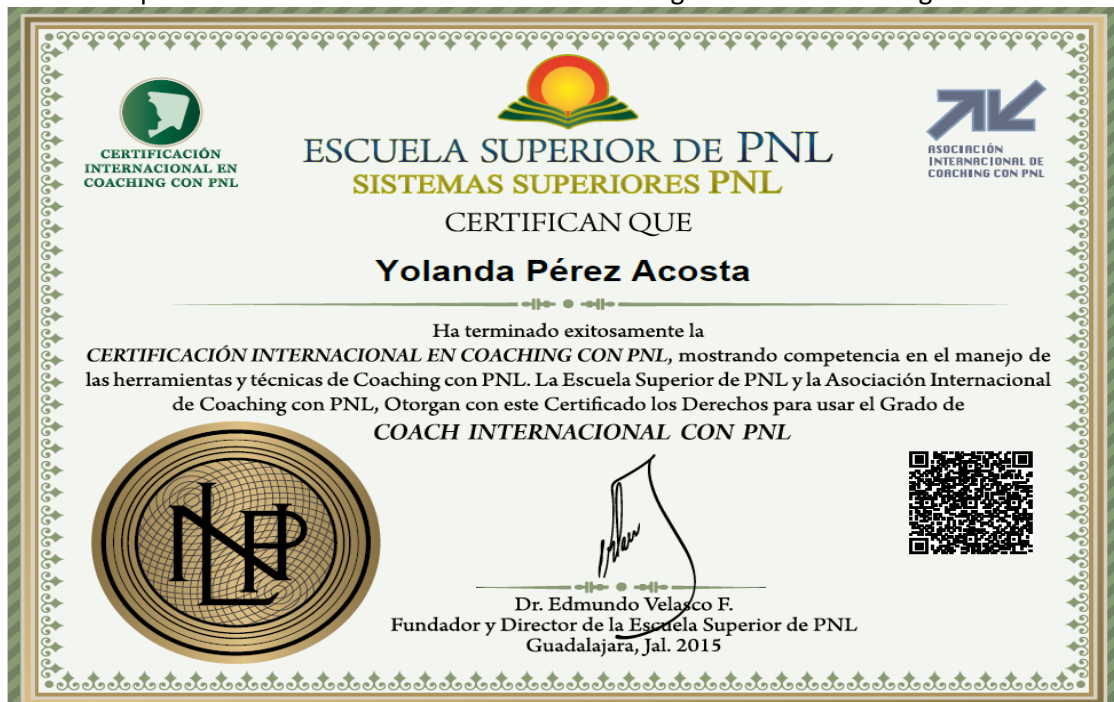 CERTIFICACIÓN
INTERNACIONAL EN
COACHING CON PNL
ESCUELA SUPERIOR DE PNL
SISTEMAS SUPERIORES PNL
ASOCIACIÓN
INTERNACIONAL DE
COACHING CON PNL
CERTIFICAN QUE
Yolanda Pérez Acosta
Ha terminado exitosamente la
CERTIFICACIÓN INTERNACIONAL EN COACHING CON PNL, mostrando competencia en el manejo de
las herramientas y técnicas de Coaching con PNL. La Escuela Superior de PNL y la Asociación Internacional
de Coaching con PNL, Otorgan con este Certificado los Derechos para usar el Grado de
COACH INTERNACIONAL CON PNL
NLP
Dr. Edmundo Velasco F.
Fundador y Director de la Escuela Superior de PNL
Guadalajara, Jal. 2015